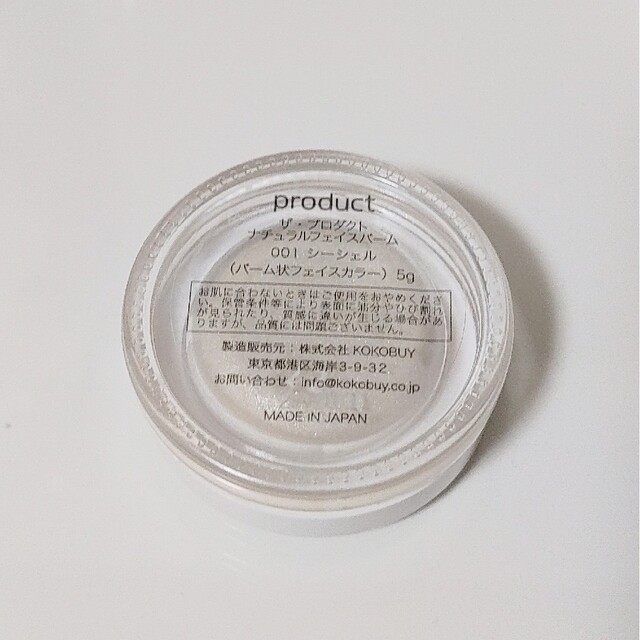 product
ザ・プロダクト
ナチュラルフェイスバーム
001 シーシェル
(バーム状フェイスカラー) 5g
お肌に合わないときはご使用をおやめくださ
い。保管条件等により表面に油分やひび割れ
が見られたり、質感に違いが生じる場合があ
りますが、品質には問題ございません。
製造販売元:株式会社 KOKOBUY
東京都港区海岸3-9-32
お問い合わせ:info@kokobuy.co.jp
MADE IN JAPAN